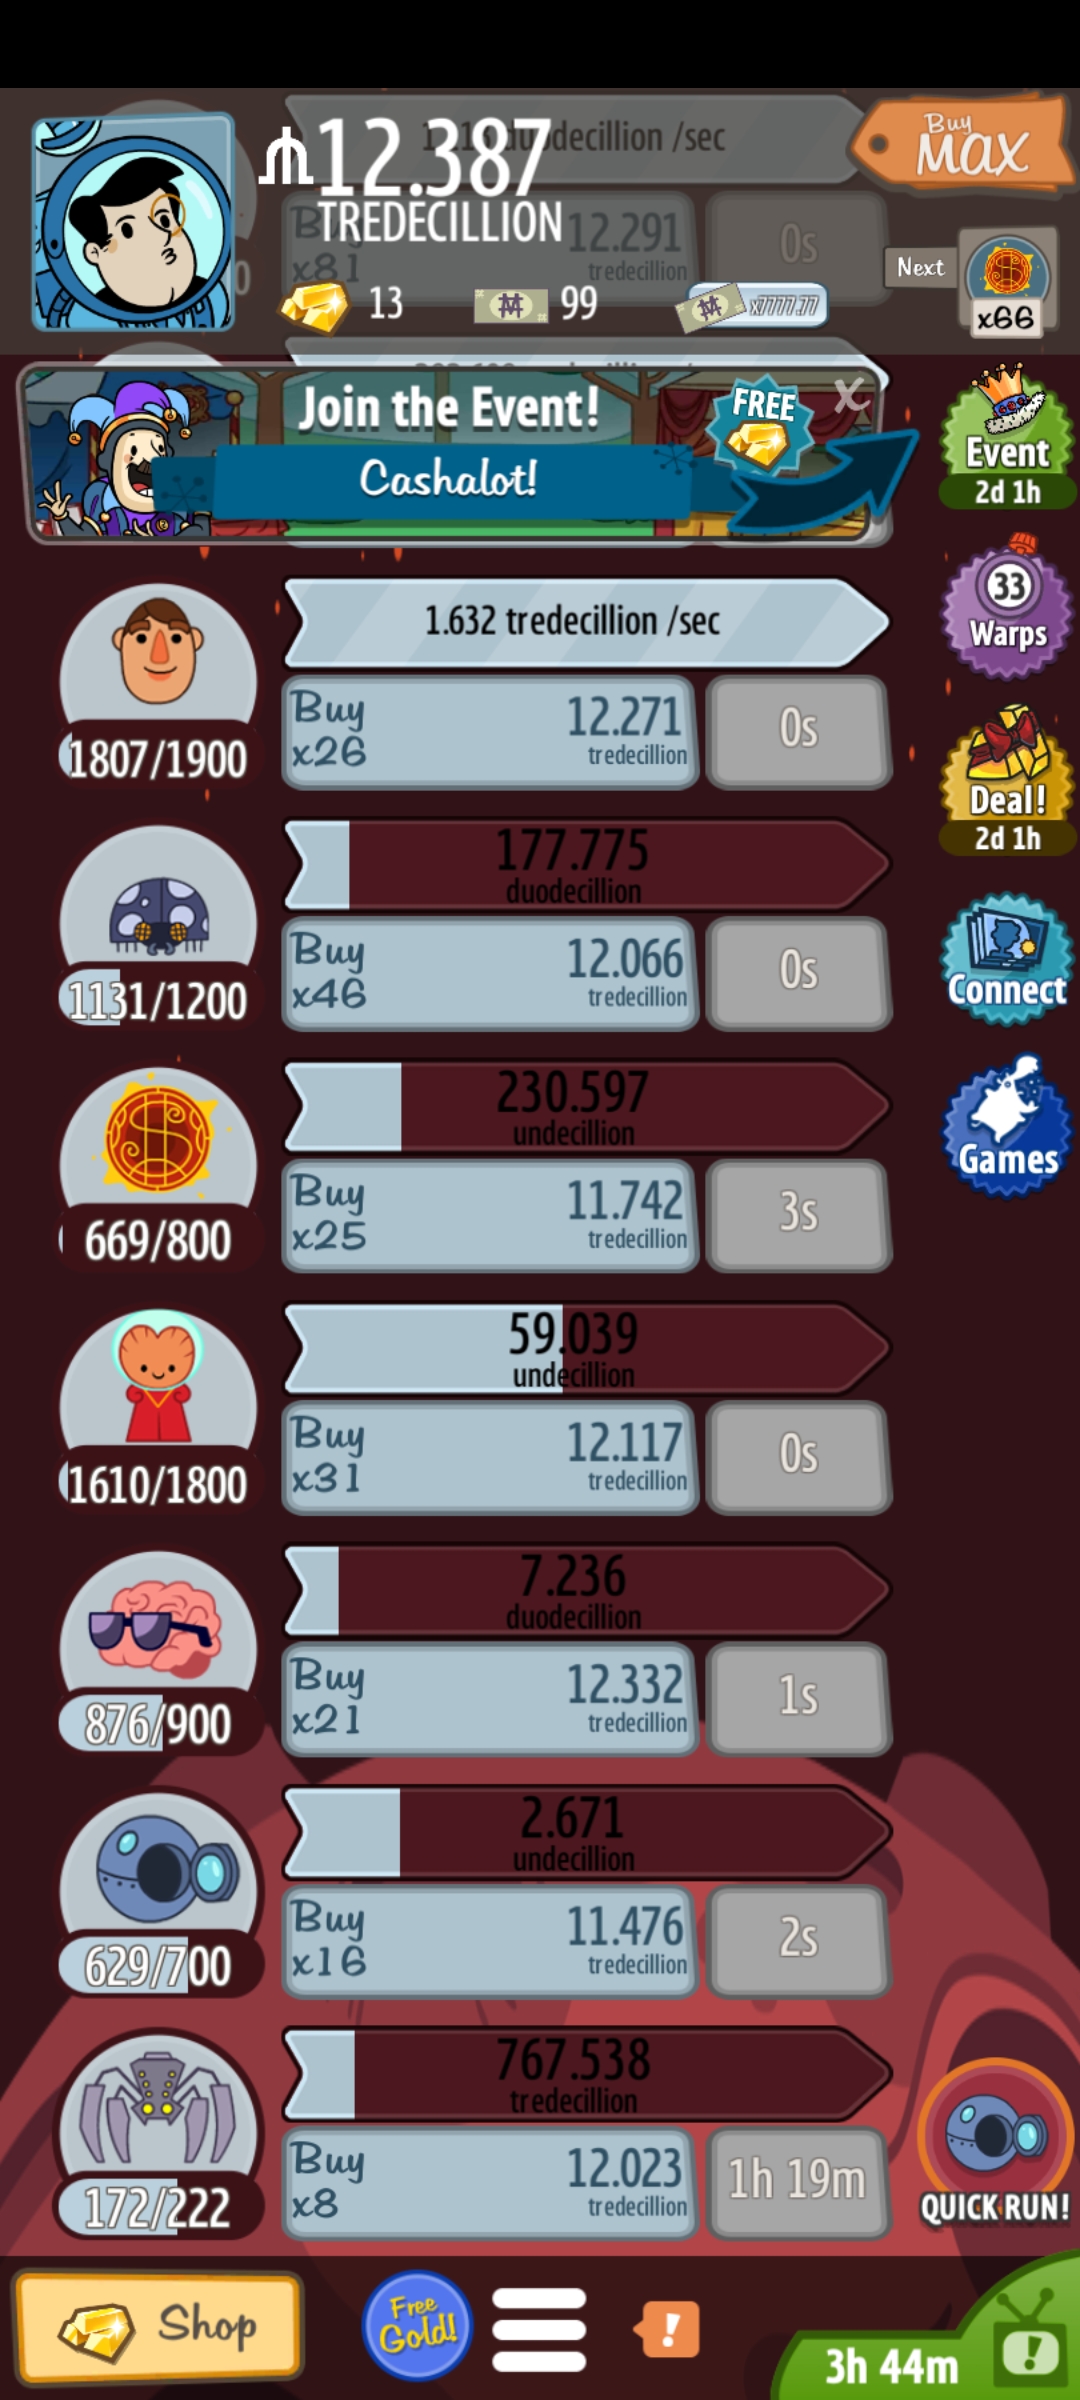 12.387
TREDECILLION
duodecillion /sec
Buy
x81
12.291
tredecillion
0s
13
99
x7777.77
Buy
MAX
Next
x66
Join the Event!
Cashalot!
FREE
X
Event
2d 1h
33
Warps
Deal!
2d 1h
Connect
Games
1.632 tredecillion /sec
1807/1900
Buy
x26
12.271
tredecillion
0s
177.775
duodecillion
1131/1200
Buy
x46
12.066
tredecillion
0s
230.597
undecillion
669/800
Buy
x25
11.742
tredecillion
3s
59.039
undecillion
1610/1800
Buy
x31
12.117
tredecillion
0s
7.236
duodecillion
876/900
Buy
x21
12.332
tredecillion
1s
2.671
undecillion
629/700
Buy
x16
11.476
tredecillion
2s
767.538
tredecillion
172/222
Buy
x8
12.023
tredecillion
1h 19m
QUICK RUN!
Shop
Free
Gold!
!
3h 44m
!